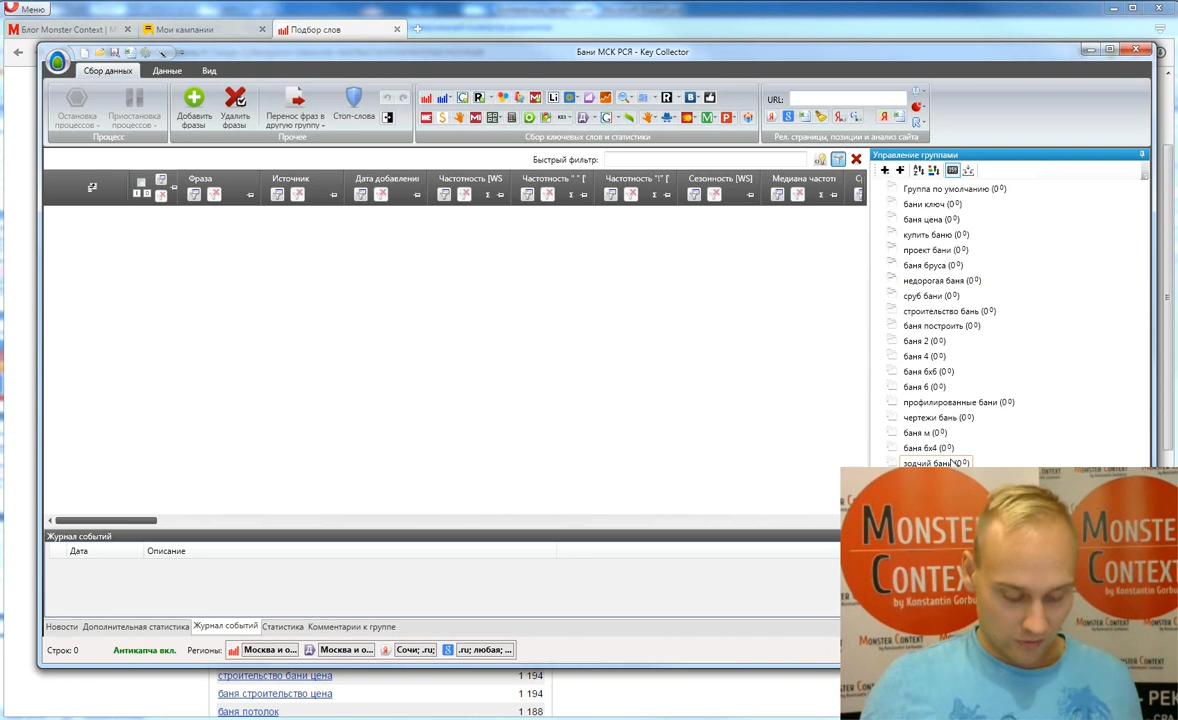 Меню
Блог Monster Context | M
Мои кампании
Подбор слов
Бани МСК РСЯ - Key Collector
Сбор данных Данные Вид
Остановка процессов
Приостановка процессов
Процесс
Добавить фразы
Удалить фразы
Перенос фраз в другую группу
Стоп-слова
Прочее
Сбор ключевых слов и статистики
URL:
Рел. страницы, позиции и анализ сайта
Быстрый фильтр:
Управление группами
Фраза
Источник
Дата добавлени
Частотность [WS
Частотность " " [
Частотность "!" [
Сезонность [WS]
Медиана частот
Группа по умолчанию (0 0)
бани ключ (0 0)
баня цена (0 0)
купить баню (0 0)
проект бани (0 0)
баня бруса (0 0)
недорогая баня (0 0)
сруб бани (0 0)
строительство бань (0 0)
баня построить (0 0)
баня 2 (0 0)
баня 4 (0 0)
баня 6х6 (0 0)
баня 6 (0 0)
профилированные бани (0 0)
чертежи бань (0 0)
баня м (0 0)
баня 6х4 (0 0)
зодчий бань (0 0)
Журнал событий
Дата
Описание
Новости Дополнительная статистика Журнал событий Статистика Комментарии к группе
Строк: 0
Антикапча вкл.
Регионы:
Москва и о...
Москва и о...
Сочи; .ru;
.ru; любая; ...
строительство бани цена 1 194
баня строительство цена 1 194
баня потолок 1 188
MONSTER CONTEXT
by Konstantin Gorbu